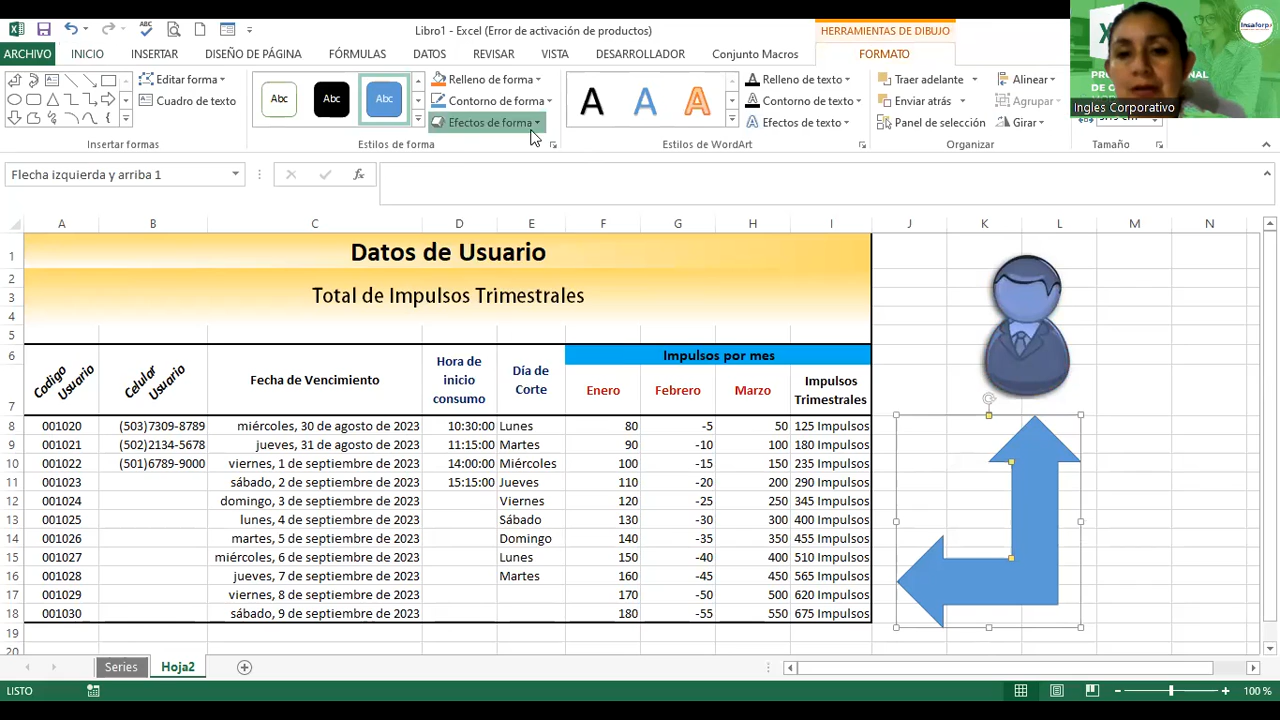 Libro1 - Excel (Error de activación de productos)
HERRAMIENTAS DE DIBUJO
ARCHIVO INICIO INSERTAR DISEÑO DE PÁGINA FÓRMULAS DATOS REVISAR VISTA DESARROLLADOR Conjunto Macros FORMATO
Insaforp
Ingles Corporativo
Editar forma
Cuadro de texto
Insertar formas
Abc Abc Abc
Relleno de forma
Contorno de forma
Efectos de forma
Estilos de forma
A A A
Relleno de texto
Contorno de texto
Efectos de texto
Estilos de WordArt
Traer adelante
Enviar atrás
Panel de selección
Alinear
Agrupar
Girar
Organizar
Tamaño
Flecha izquierda y arriba 1
fx
A B C D E F G H I J K L M N
1 Datos de Usuario
2
3 Total de Impulsos Trimestrales
4
5
6 Impulsos por mes
7 Codigo Usuario Celular Usuario Fecha de Vencimiento Hora de inicio consumo Día de Corte Enero Febrero Marzo Impulsos Trimestrales
8 001020 (503)7309-8789 miércoles, 30 de agosto de 2023 10:30:00 Lunes 80 -5 50 125 Impulsos
9 001021 (502)2134-5678 jueves, 31 de agosto de 2023 11:15:00 Martes 90 -10 100 180 Impulsos
10 001022 (501)6789-9000 viernes, 1 de septiembre de 2023 14:00:00 Miércoles 100 -15 150 235 Impulsos
11 001023 sábado, 2 de septiembre de 2023 15:15:00 Jueves 110 -20 200 290 Impulsos
12 001024 domingo, 3 de septiembre de 2023 Viernes 120 -25 250 345 Impulsos
13 001025 lunes, 4 de septiembre de 2023 Sábado 130 -30 300 400 Impulsos
14 001026 martes, 5 de septiembre de 2023 Domingo 140 -35 350 455 Impulsos
15 001027 miércoles, 6 de septiembre de 2023 Lunes 150 -40 400 510 Impulsos
16 001028 jueves, 7 de septiembre de 2023 Martes 160 -45 450 565 Impulsos
17 001029 viernes, 8 de septiembre de 2023 170 -50 500 620 Impulsos
18 001030 sábado, 9 de septiembre de 2023 180 -55 550 675 Impulsos
19
20
Series Hoja2
LISTO
100 %